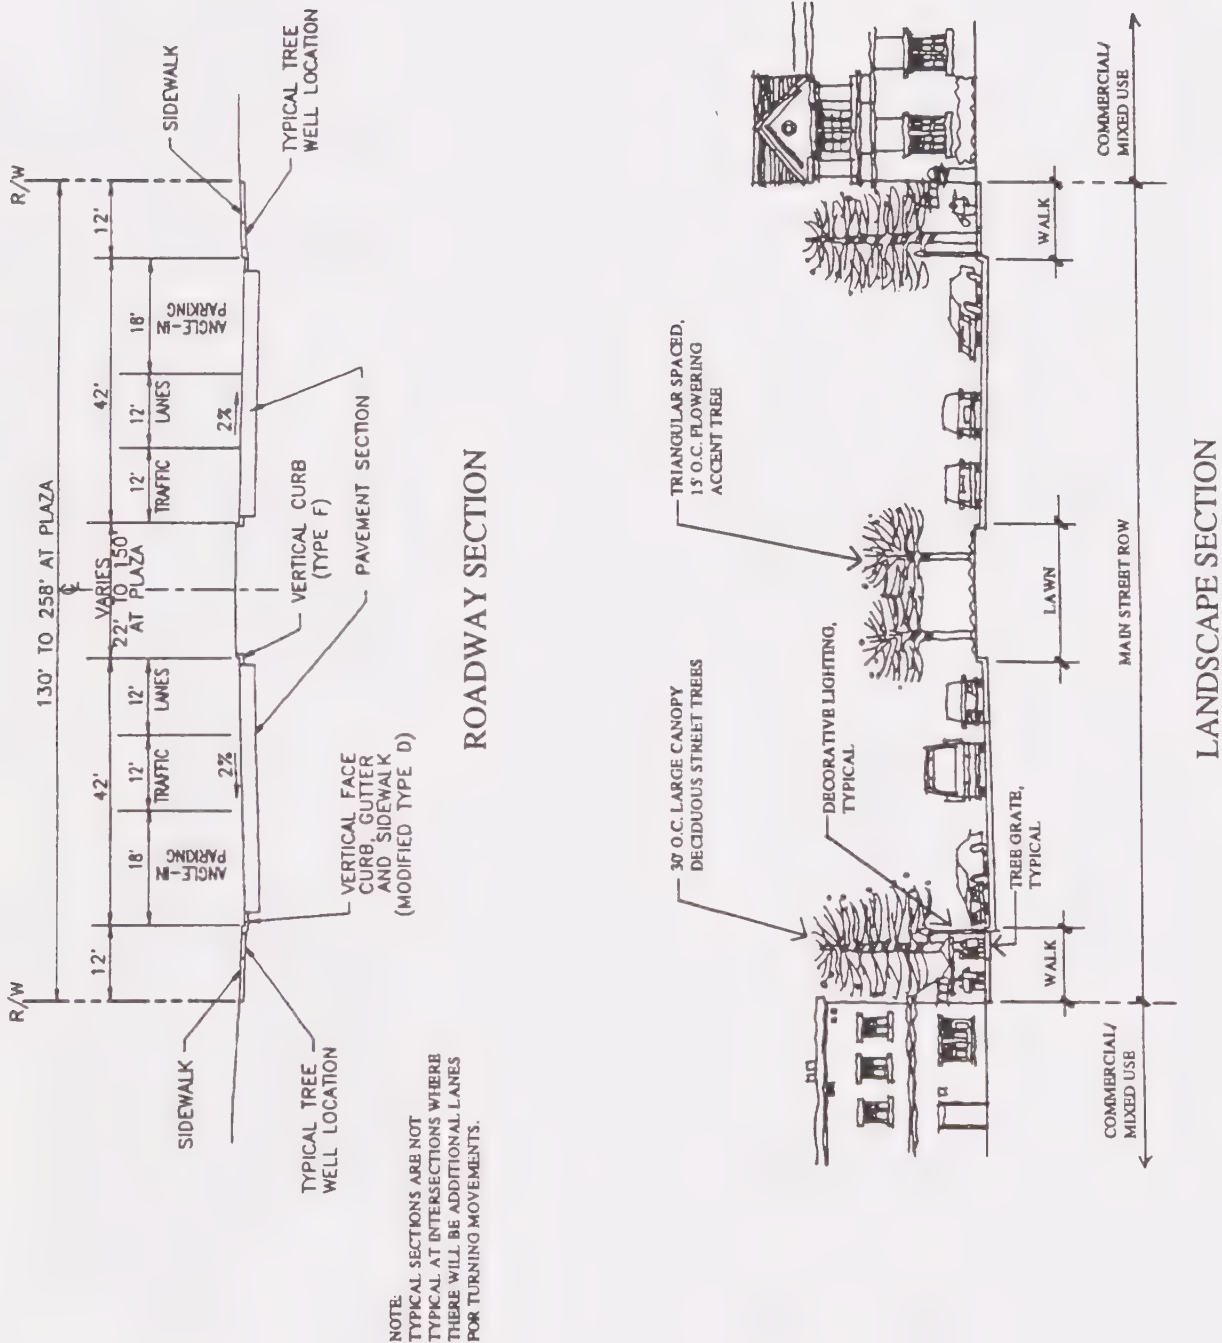 R/W
R/W
130' TO 258' AT PLAZA
12'
42'
VARIES
22' TO 150'
AT PLAZA
42'
12'
18'
12'
12'
12'
12'
18'
ANGLE-IN
PARKING
TRAFFIC
LANES
TRAFFIC
LANES
ANGLE-IN
PARKING
2%
2%
SIDEWALK
TYPICAL TREE
WELL LOCATION
VERTICAL FACE
CURB, GUTTER
AND SIDEWALK
(MODIFIED TYPE D)
VERTICAL CURB
(TYPE F)
PAVEMENT SECTION
SIDEWALK
TYPICAL TREE
WELL LOCATION
ROADWAY SECTION
NOTE:
TYPICAL SECTIONS ARE NOT
TYPICAL AT INTERSECTIONS WHERE
THERE WILL BE ADDITIONAL LANES
FOR TURNING MOVEMENTS.
30' O.C. LARGE CANOPY
DECIDUOUS STREET TREES
TRIANGULAR SPACED,
15' O.C. FLOWERING
ACCENT TREE
DECORATIVE LIGHTING,
TYPICAL
TREE GRATE,
TYPICAL
WALK
LAWN
WALK
COMMERCIAL/
MIXED USE
MAIN STREET ROW
COMMERCIAL/
MIXED USE
LANDSCAPE SECTION